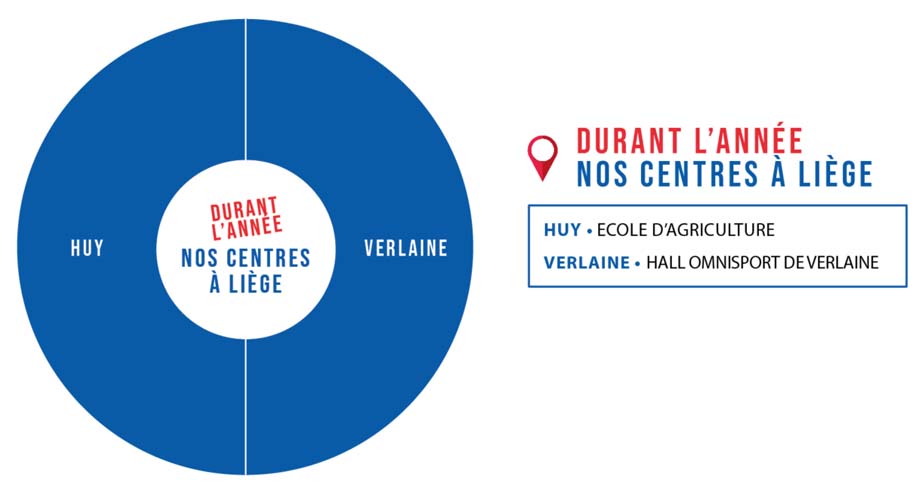 HUY
DURANT
L'ANNÉE
NOS CENTRES
À LIÈGE
VERLAINE
DURANT L'ANNÉE
NOS CENTRES À LIÈGE
HUY • ECOLE D'AGRICULTURE
VERLAINE • HALL OMNISPORT DE VERLAINE